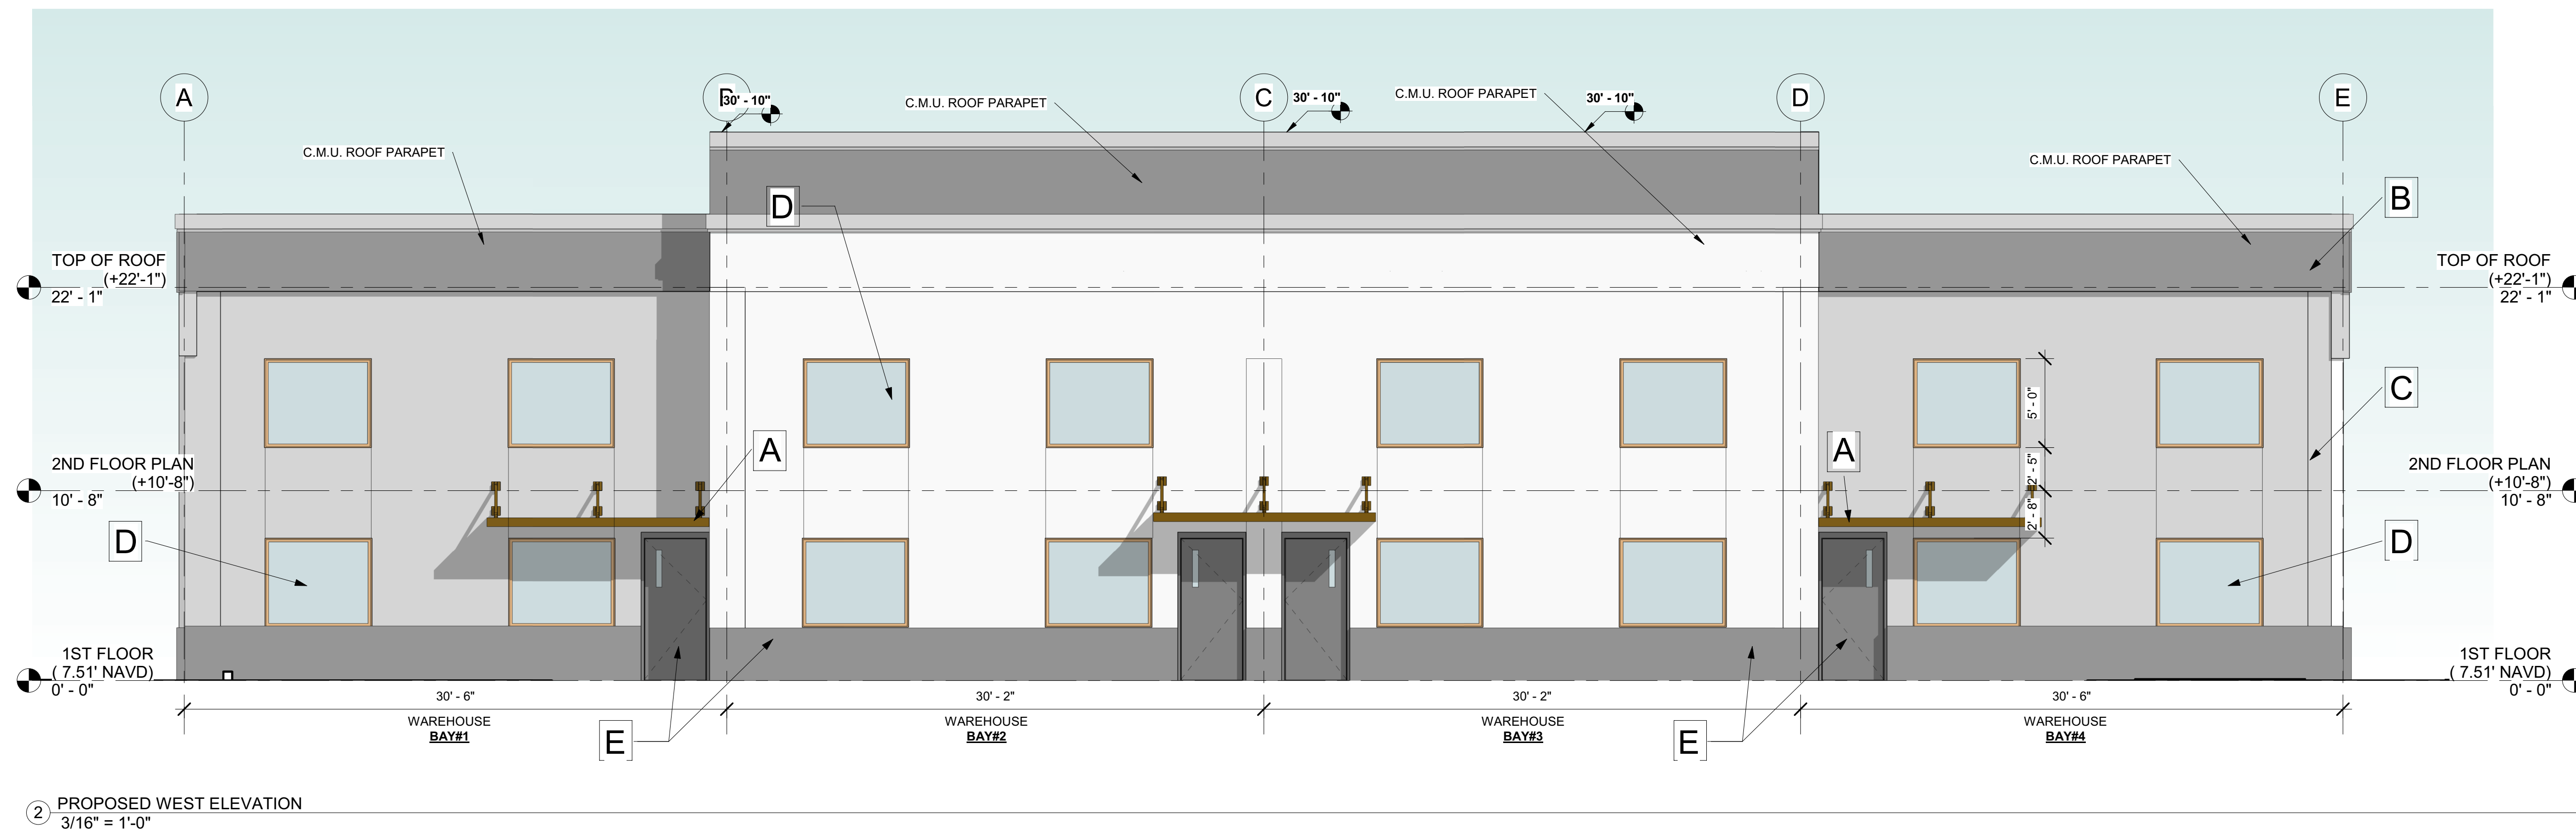 A
B
C
D
E
30' - 10"
30' - 10"
30' - 10"
C.M.U. ROOF PARAPET
C.M.U. ROOF PARAPET
C.M.U. ROOF PARAPET
C.M.U. ROOF PARAPET
D
B
TOP OF ROOF
(+22'-1")
22' - 1"
TOP OF ROOF
(+22'-1")
22' - 1"
C
5' - 0"
2' - 5"
2' - 8"
A
A
2ND FLOOR PLAN
(+10'-8")
10' - 8"
2ND FLOOR PLAN
(+10'-8")
10' - 8"
D
D
1ST FLOOR
( 7.51' NAVD)
0' - 0"
1ST FLOOR
( 7.51' NAVD)
0' - 0"
30' - 6"
30' - 2"
30' - 2"
30' - 6"
WAREHOUSE
BAY#1
WAREHOUSE
BAY#2
WAREHOUSE
BAY#3
WAREHOUSE
BAY#4
E
E
2
PROPOSED WEST ELEVATION
3/16" = 1'-0"